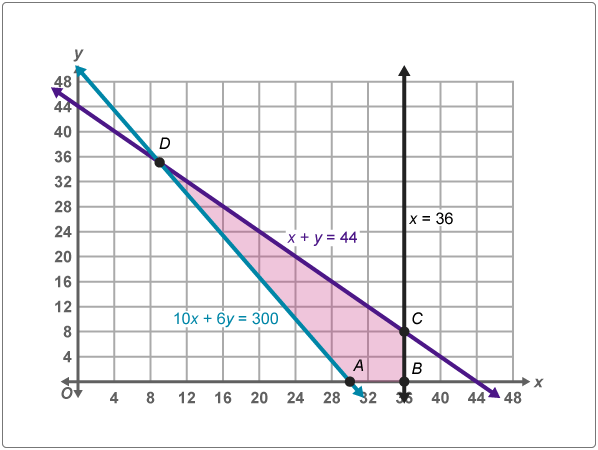 y
48
44
40
36
32
28
24
20
16
12
8
4
O
D
x + y = 44
x = 36
10x + 6y = 300
C
A
B
x
4 8 12 16 20 24 28 32 36 40 44 48